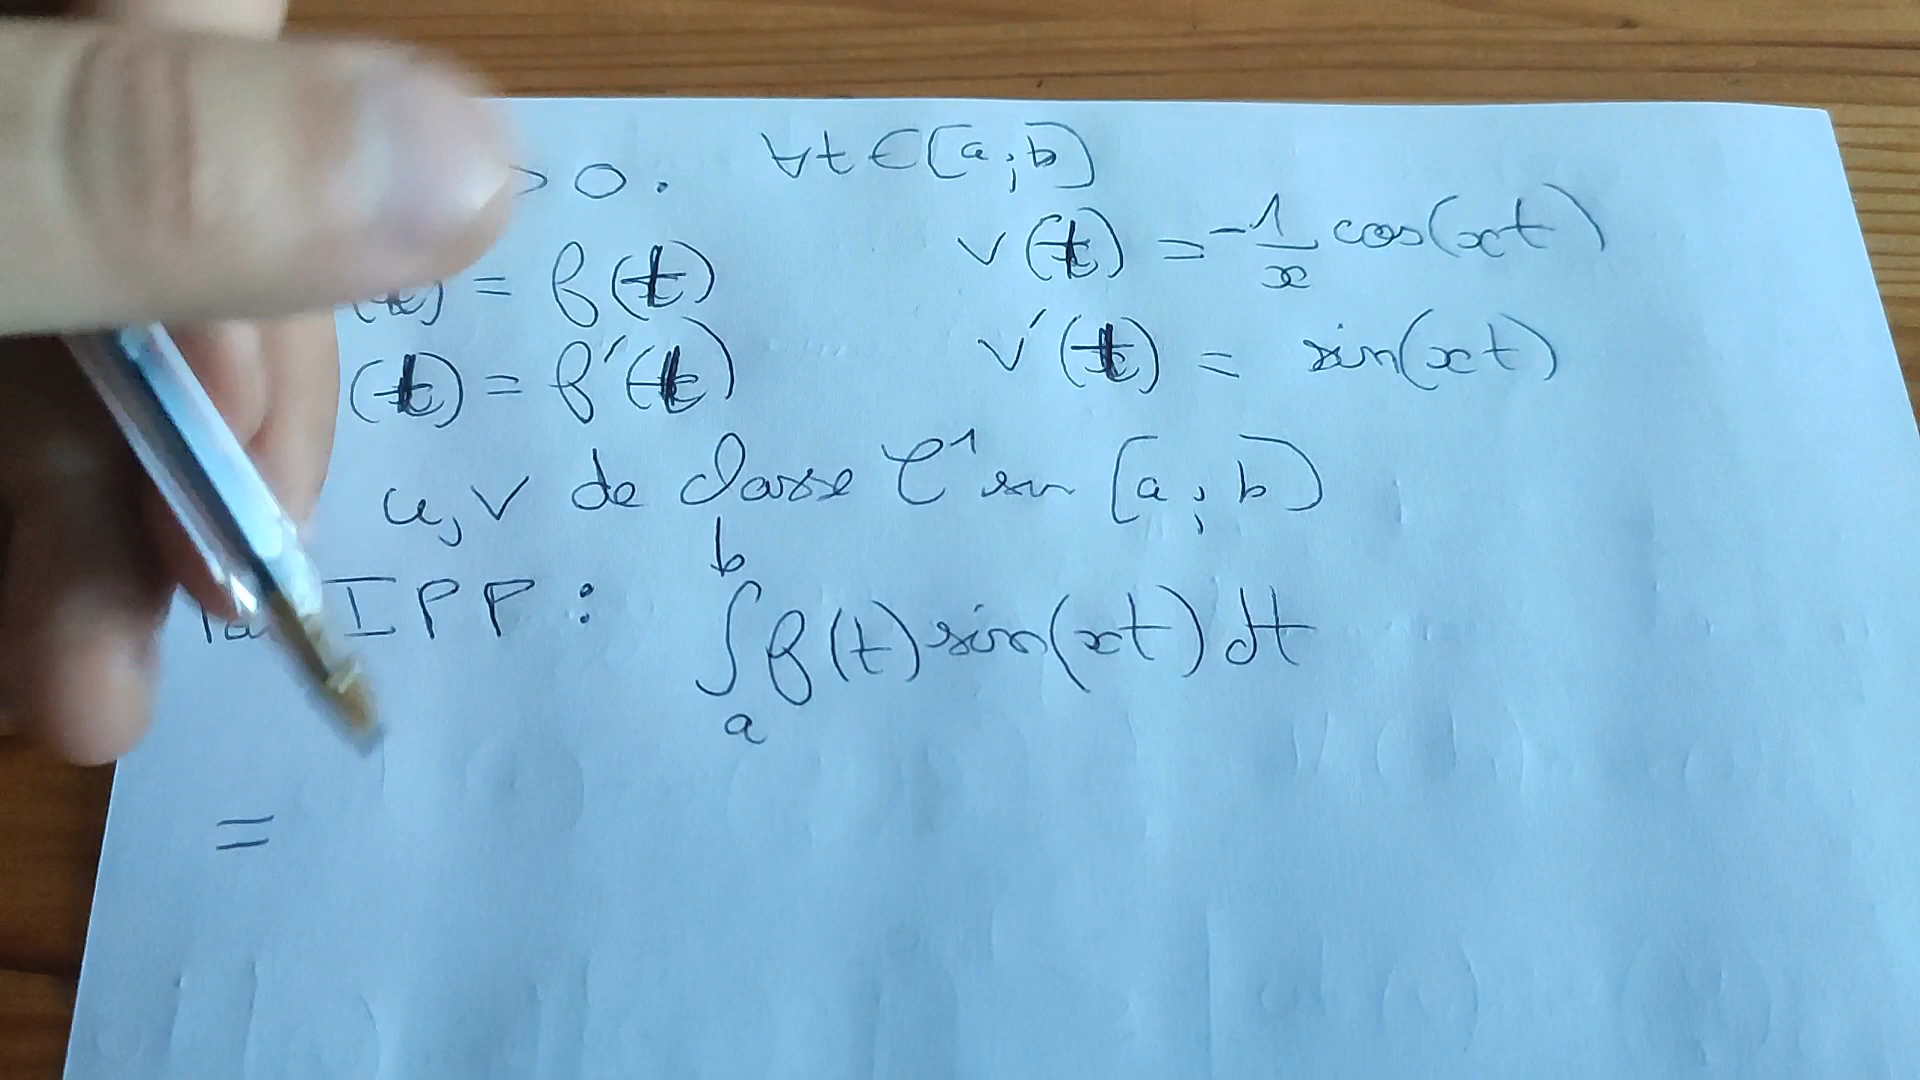 > 0. ∀t ∈ [a ; b]
(t) = f(t) v(t) = -1/x cos(xt)
(t) = f'(t) v'(t) = sin(xt)
u, v de classe C¹ sur [a ; b]
IPP : ∫ₐᵇ f(t) sin(xt) dt
=